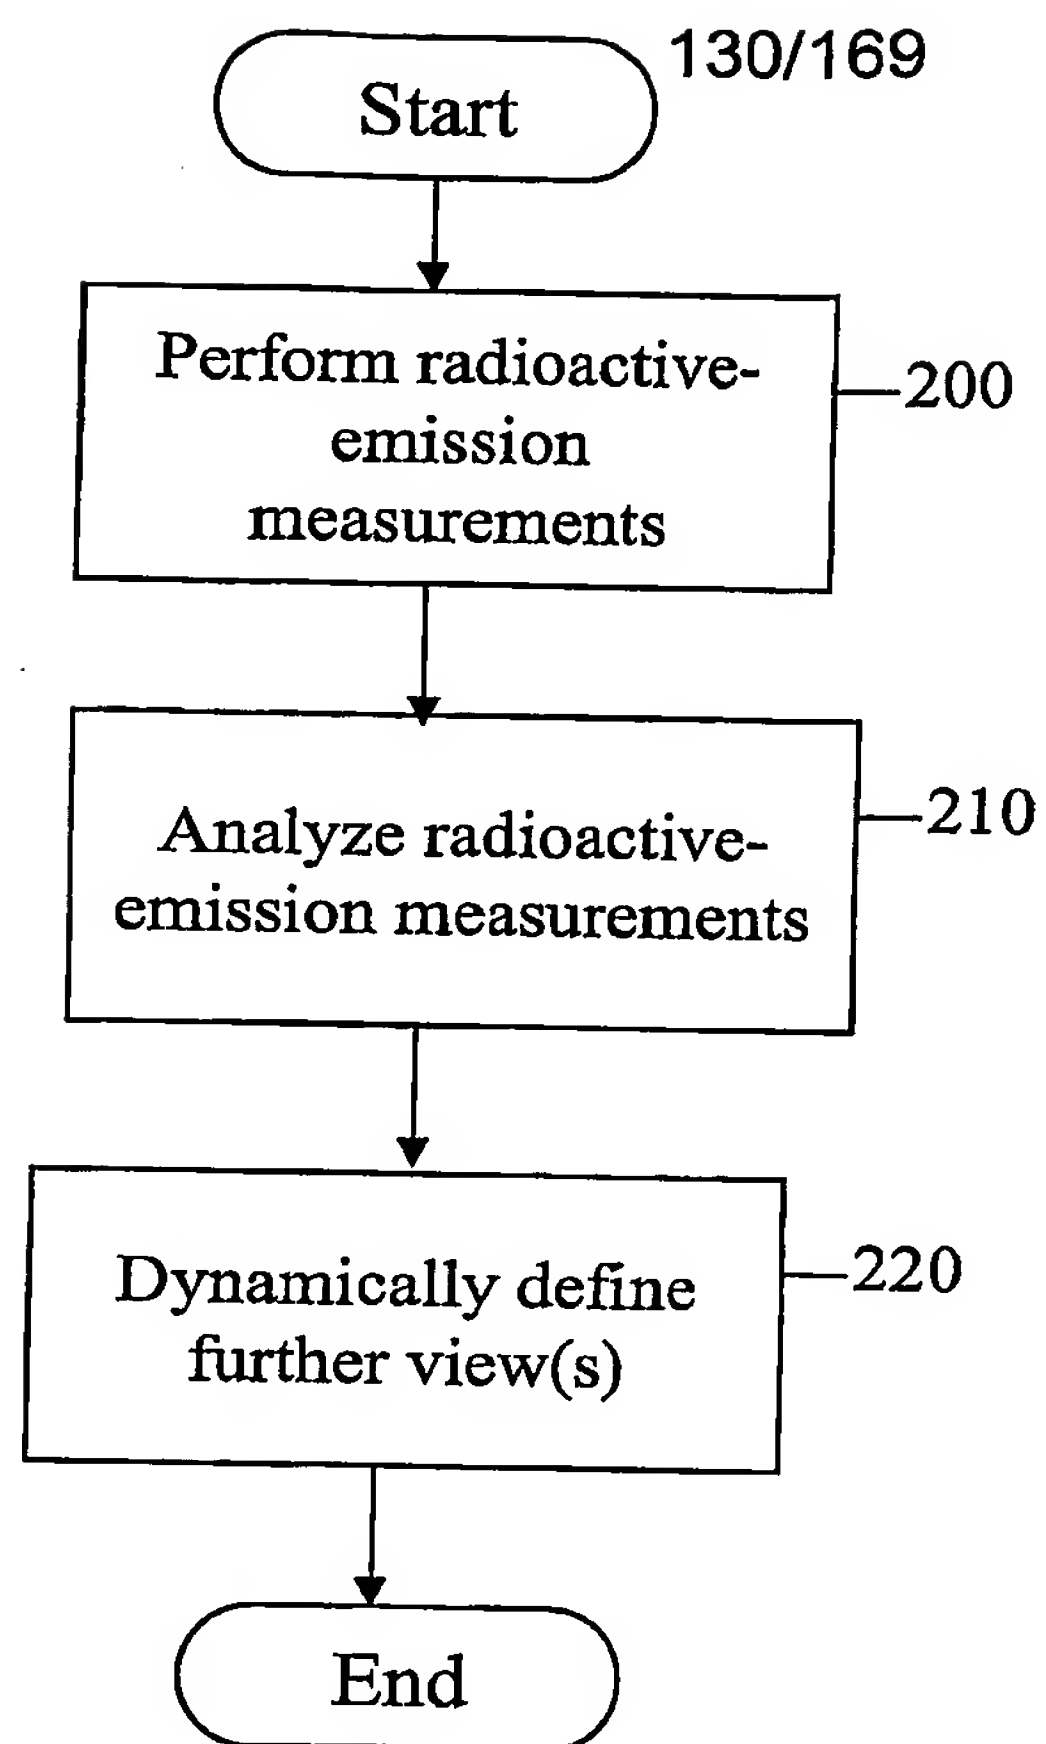 130/169
Start
Perform radioactive-
emission
measurements
200
Analyze radioactive-
emission measurements
210
Dynamically define
further view(s)
220
End